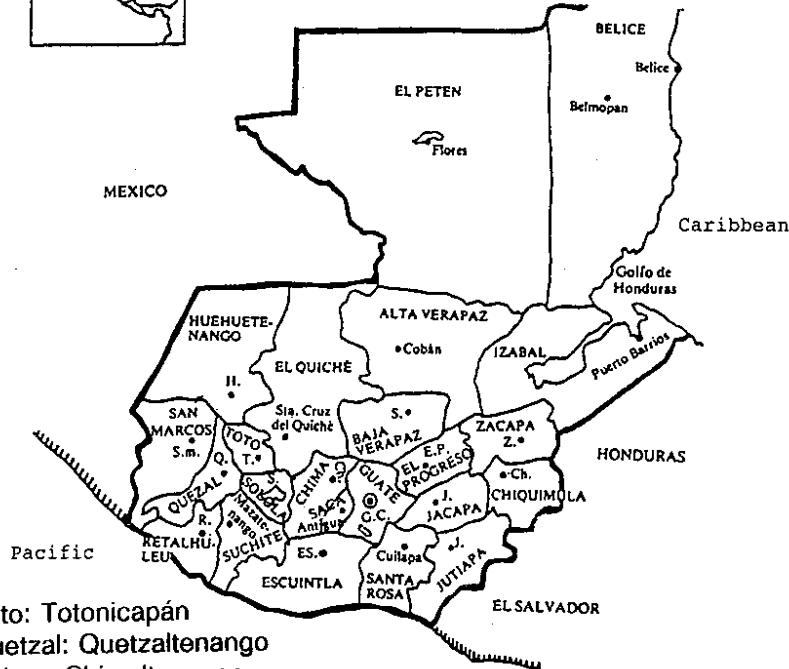 BELICE
Belice
Belmopan
EL PETEN
Flores
MEXICO
Caribbean
Golfo de
Honduras
HUEHUETE-
NANGO
H.
EL QUICHÈ
Sta. Cruz
del Quichè
ALTA VERAPAZ
Cobán
IZABAL
Puerto Barrios
SAN
MARCOS
S.m.
TOTO
T.
S.
BAJA
VERAPAZ
ZACAPA
Z.
HONDURAS
Q.
QUEZAL
S.
SOLOLA
CHIMA
GUATE
G.C.
EL E.P.
PROGRESO
Ch.
CHIQUIMULA
J.
JACAPA
R.
RETALHU-
LEU
Mazate-
nango
SUCHITE
SACA
Antigua
Pacific
ES.
ESCUINTLA
Cuilapa
SANTA
ROSA
J.
JUTIAPA
EL SALVADOR
to: Totonicapán
uetzal: Quetzaltenango